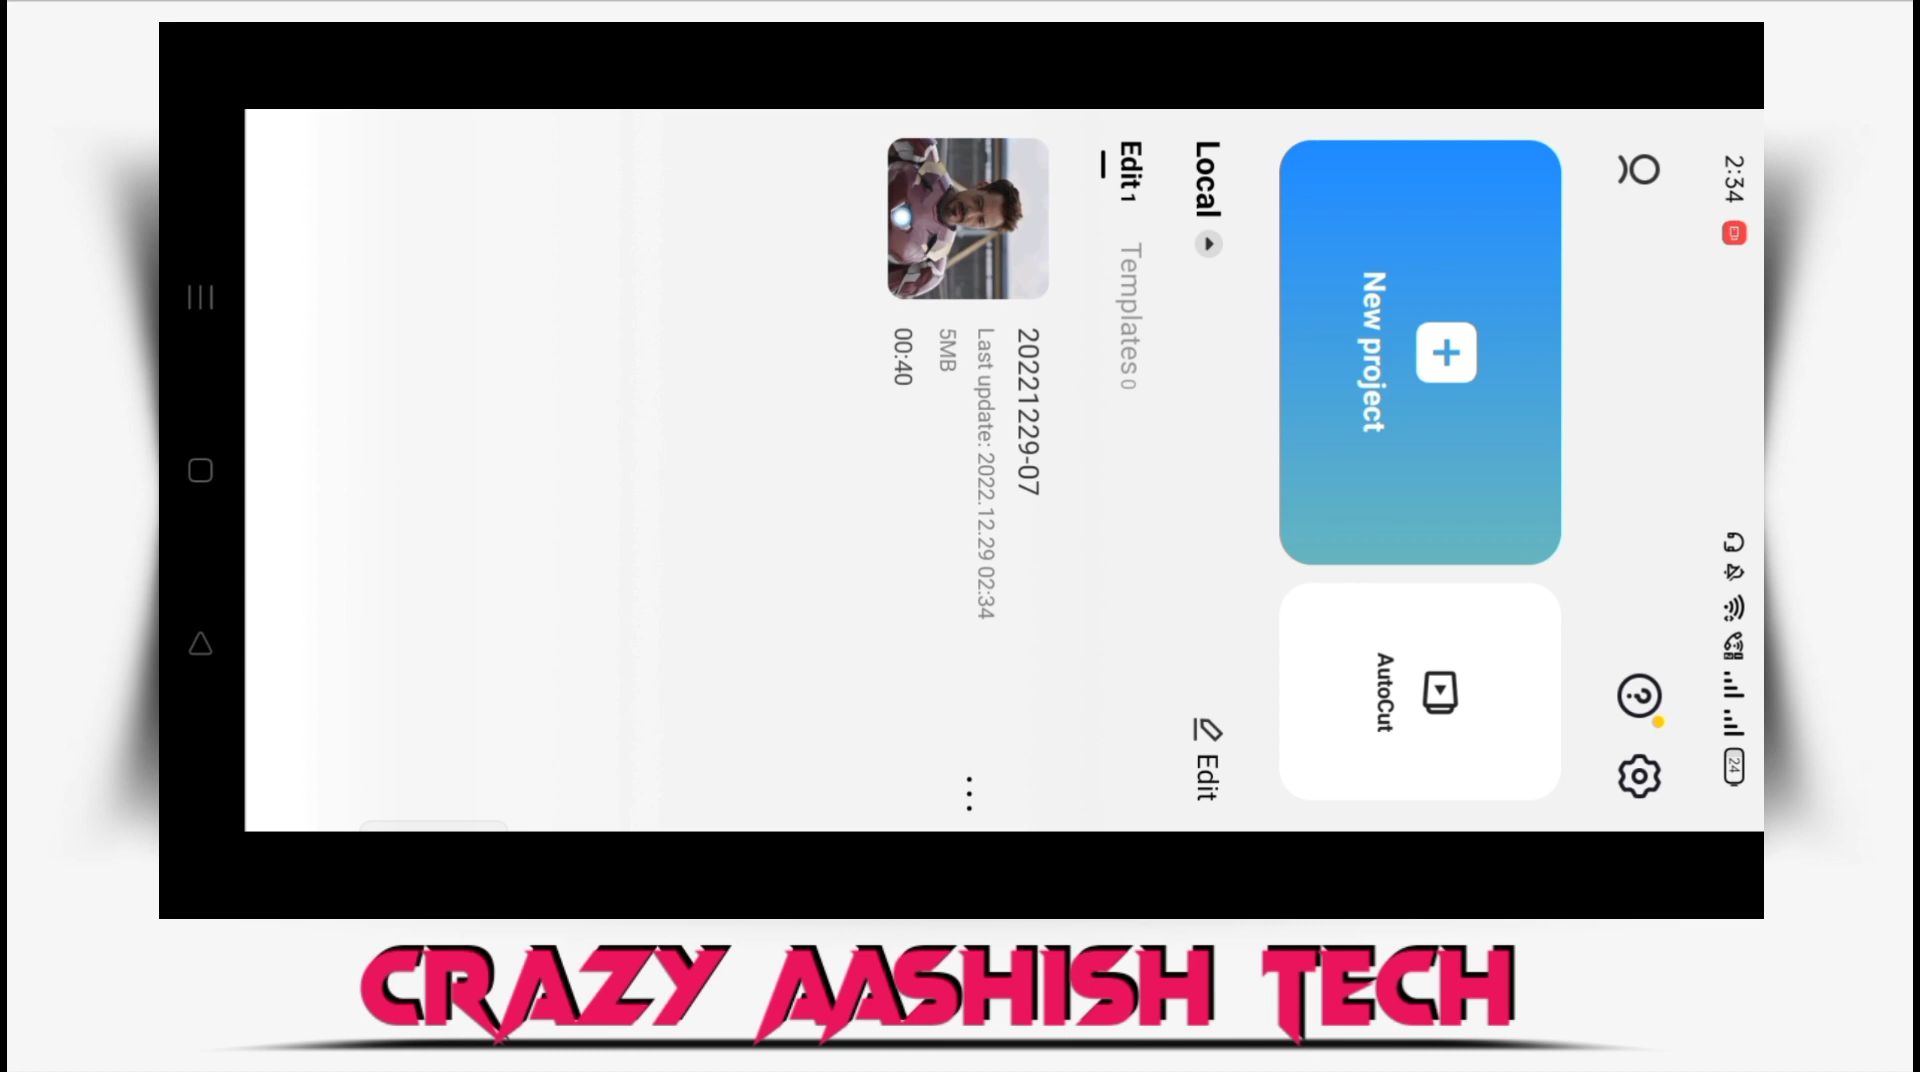 2:34
24
New project
AutoCut
Local
Edit
Edit 1
Templates 0
20221229-07
Last update: 2022.12.29 02:34
5MB
00:40
CRAZY AASHISH TECH